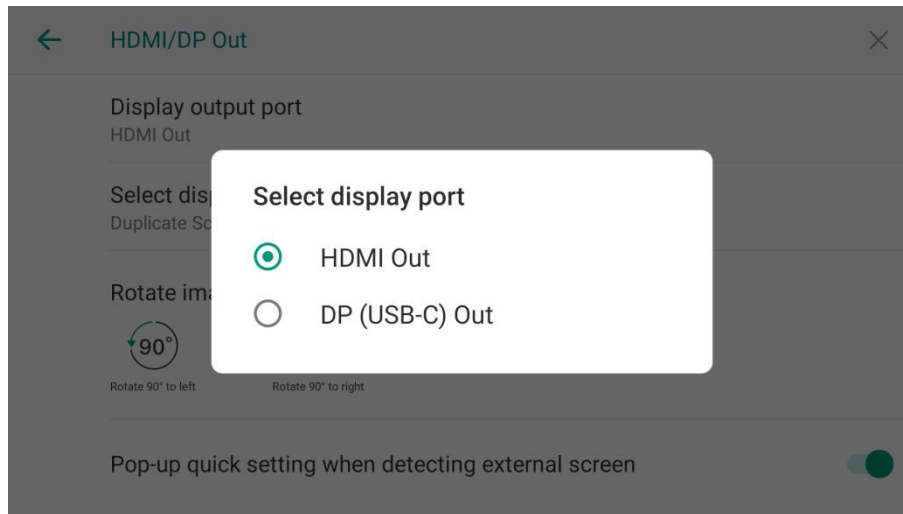 HDMI/DP Out
Display output port
HDMI Out
Select dis
Duplicate Sc
Select display port
HDMI Out
DP (USB-C) Out
Rotate ima
90°
Rotate 90° to left
Rotate 90° to right
Pop-up quick setting when detecting external screen